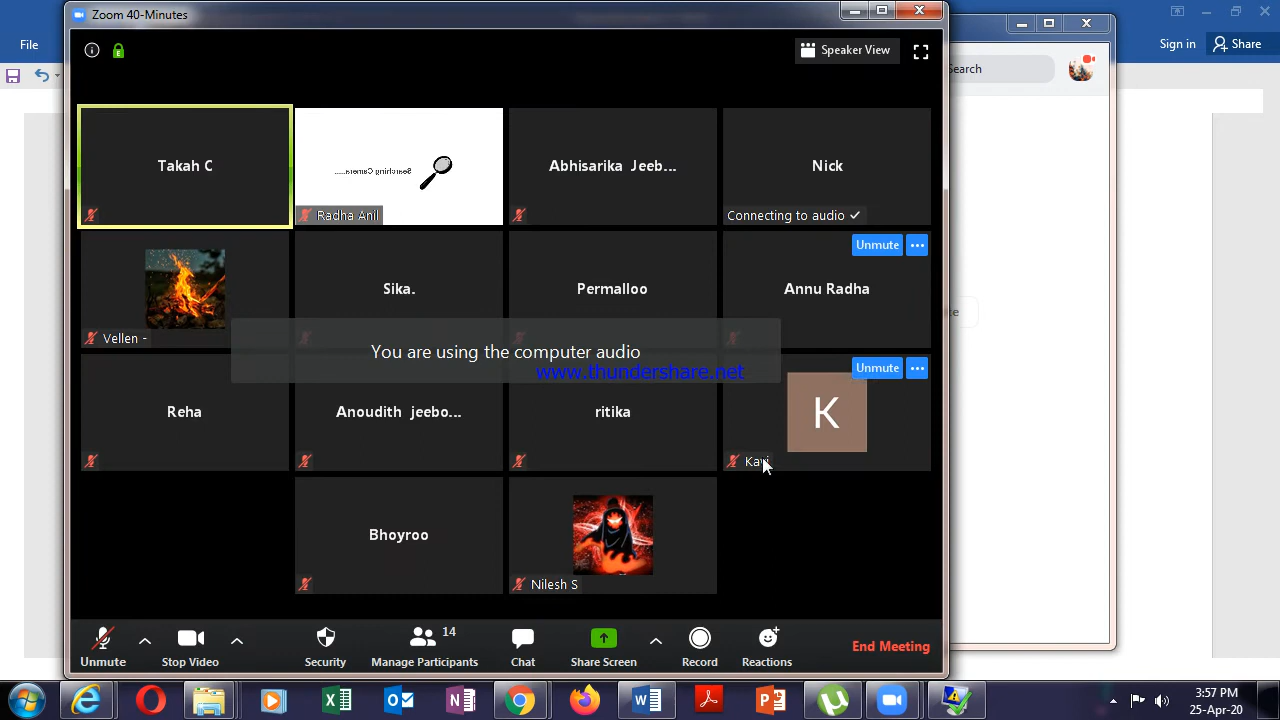 Zoom 40-Minutes
File
Sign in
Share
Speaker View
Search
Takah C
Searching Camera.....
Radha Anil
Abhisarika Jeeb...
Nick
Connecting to audio
Vellen -
Sika.
Permalloo
Unmute
Annu Radha
You are using the computer audio
www.thundershare.net
Reha
Anoudith jeebo...
ritika
Unmute
K
Kavi
Bhoyroo
Nilesh S
14
Unmute
Stop Video
Security
Manage Participants
Chat
Share Screen
Record
Reactions
End Meeting
3:57 PM
25-Apr-20